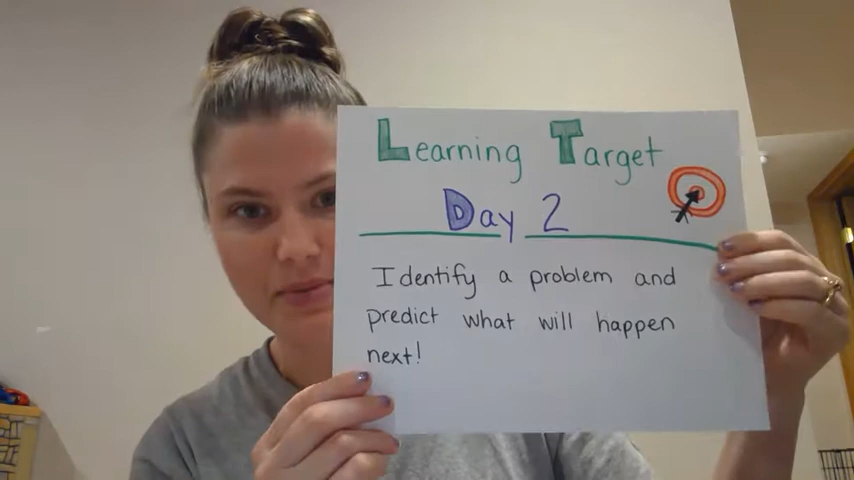 Learning Target
Day 2
Identify a problem and
predict what will happen
next!